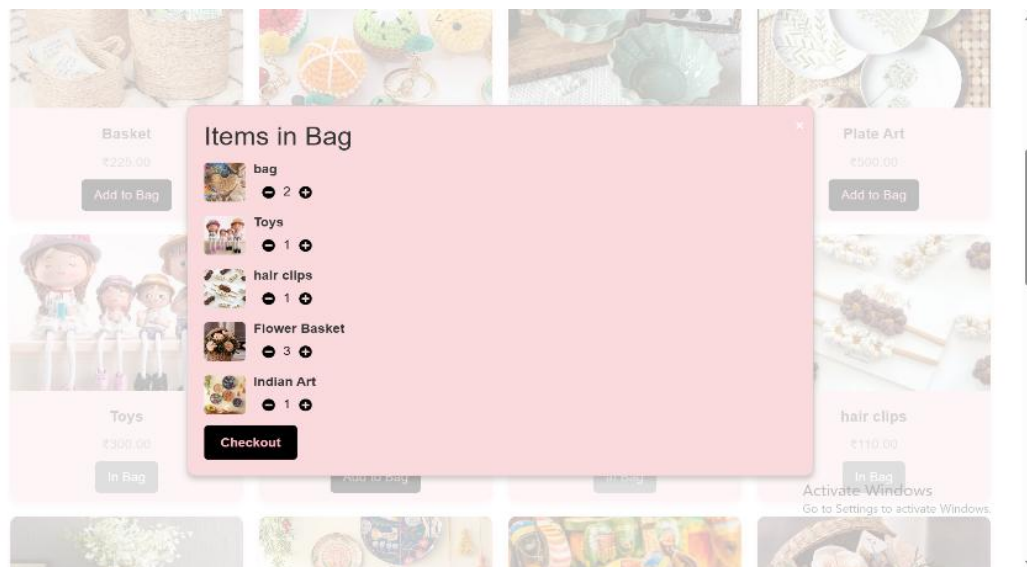 Basket
₹225.00
Add to Bag
Plate Art
₹500.00
Add to Bag
Items in Bag
×
bag
2
Toys
1
hair clips
1
Flower Basket
3
Indian Art
1
Checkout
Toys
₹300.00
In Bag
Add to Bag
In Bag
hair clips
₹110.00
In Bag
Activate Windows
Go to Settings to activate Windows.